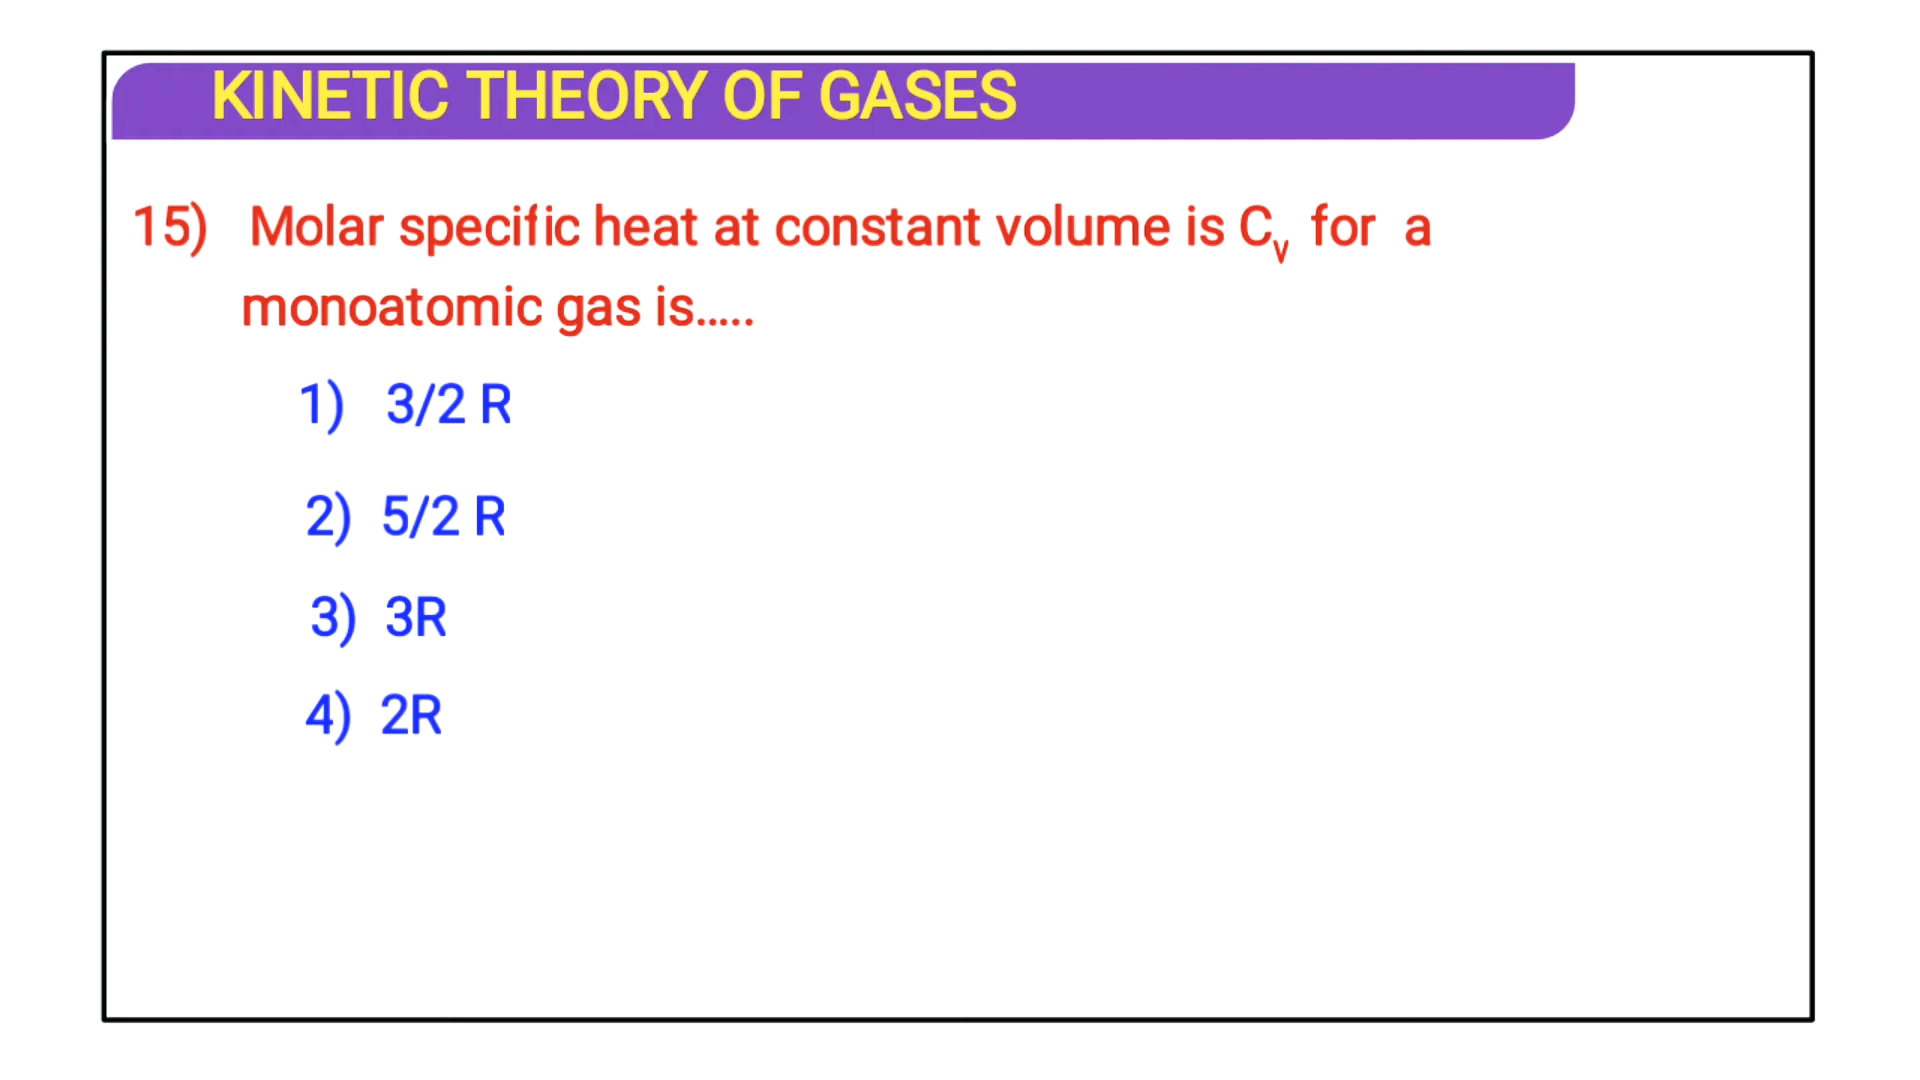 KINETIC THEORY OF GASES
15) Molar specific heat at constant volume is Cᵥ for a
monoatomic gas is.....
1) 3/2 R
2) 5/2 R
3) 3R
4) 2R